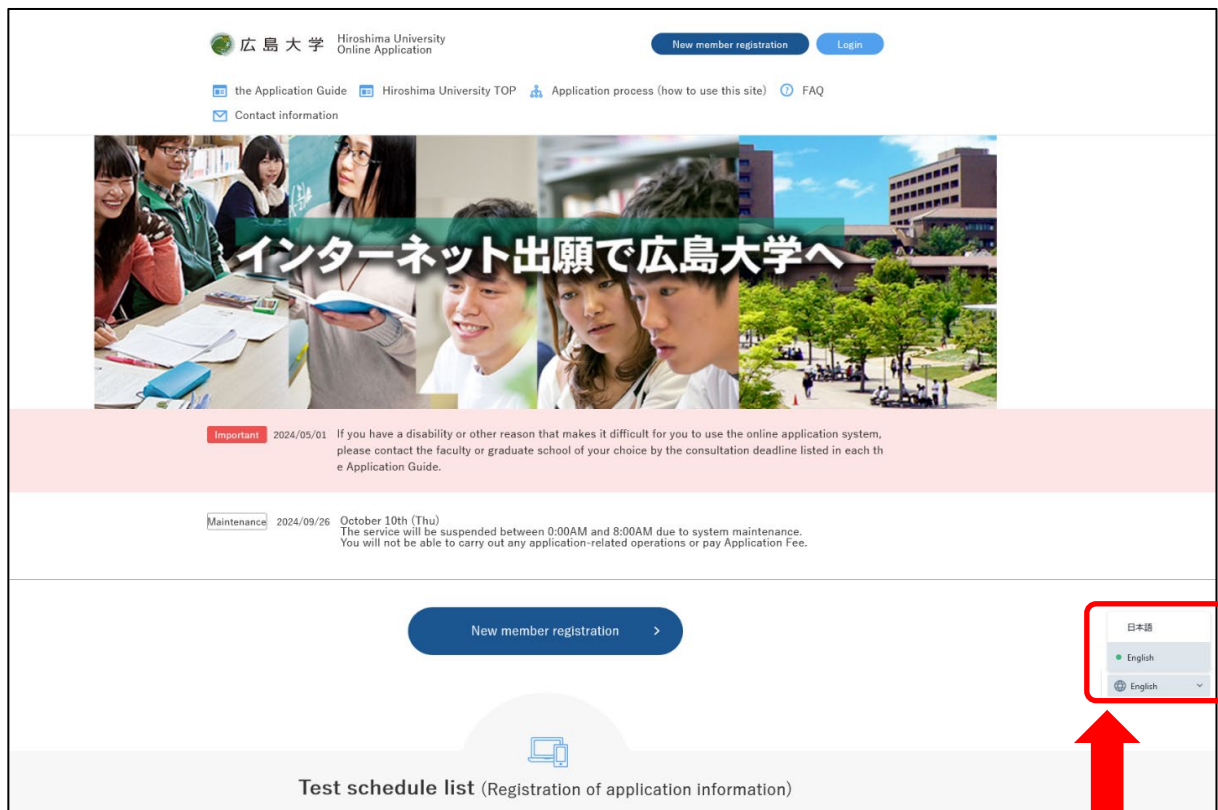 広島大学 Hiroshima University
Online Application
New member registration
Login
the Application Guide
Hiroshima University TOP
Application process (how to use this site)
FAQ
Contact information
インターネット出願で広島大学へ
Important 2024/05/01 If you have a disability or other reason that makes it difficult for you to use the online application system,
please contact the faculty or graduate school of your choice by the consultation deadline listed in each th
e Application Guide.
Maintenance 2024/09/26 October 10th (Thu)
The service will be suspended between 0:00AM and 8:00AM due to system maintenance.
You will not be able to carry out any application-related operations or pay Application Fee.
New member registration
日本語
English
English
Test schedule list (Registration of application information)